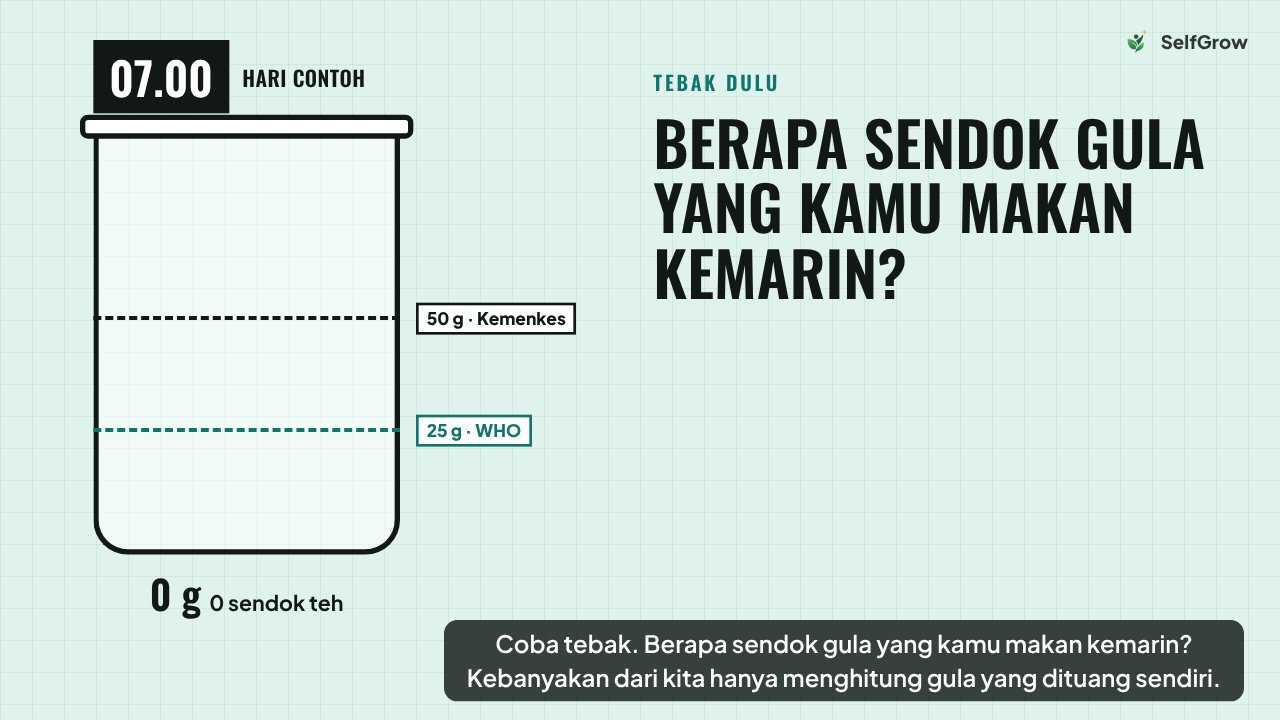 07.00
HARI CONTOH
50 g · Kemenkes
25 g · WHO
0 g 0 sendok teh
SelfGrow
TEBAK DULU
BERAPA SENDOK GULA
YANG KAMU MAKAN
KEMARIN?
Coba tebak. Berapa sendok gula yang kamu makan kemarin?
Kebanyakan dari kita hanya menghitung gula yang dituang sendiri.